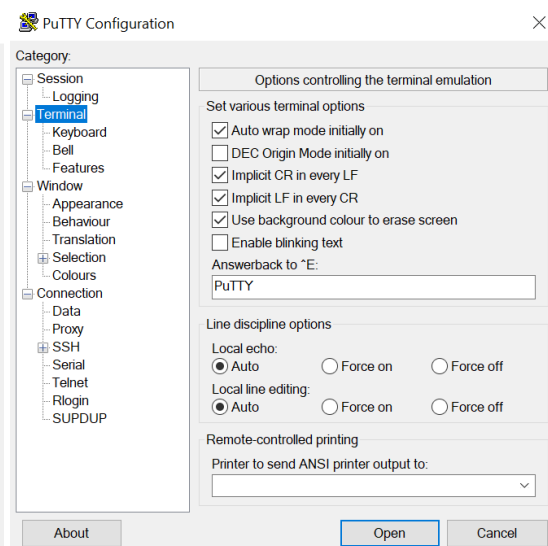 PuTTY Configuration
Category:
Session
Logging
Terminal
Keyboard
Bell
Features
Window
Appearance
Behaviour
Translation
Selection
Colours
Connection
Data
Proxy
SSH
Serial
Telnet
Rlogin
SUPDUP
Options controlling the terminal emulation
Set various terminal options
Auto wrap mode initially on
DEC Origin Mode initially on
Implicit CR in every LF
Implicit LF in every CR
Use background colour to erase screen
Enable blinking text
Answerback to ^E:
PuTTY
Line discipline options
Local echo:
Auto Force on Force off
Local line editing:
Auto Force on Force off
Remote-controlled printing
Printer to send ANSI printer output to:
About Open Cancel